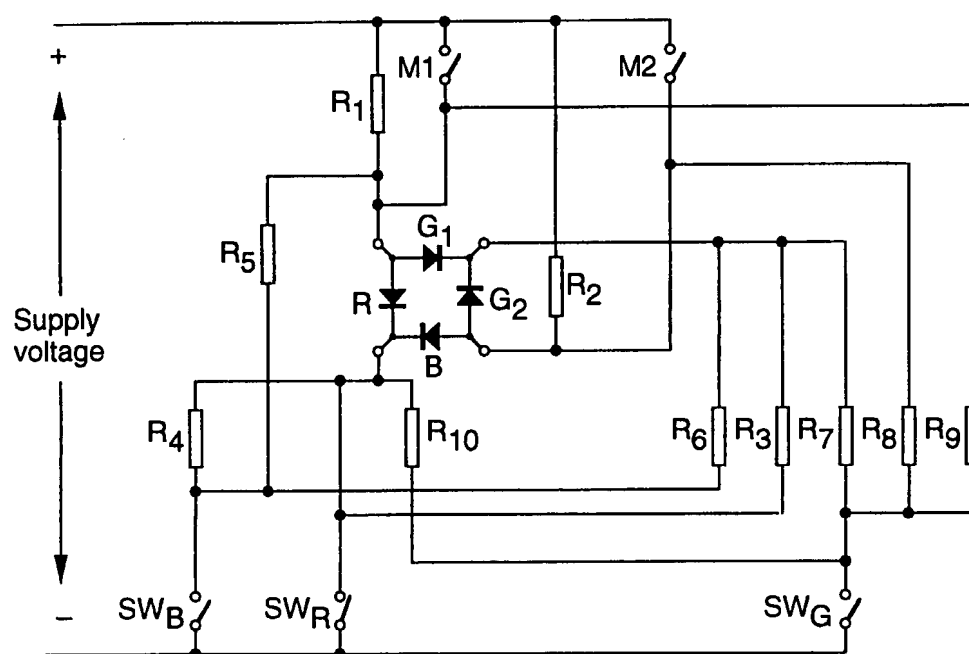 +
M1
M2
R1
G1
R5
R
G2
R2
Supply
voltage
B
R4
R10
R6
R3
R7
R8
R9
SWB
SWR
SWG
−